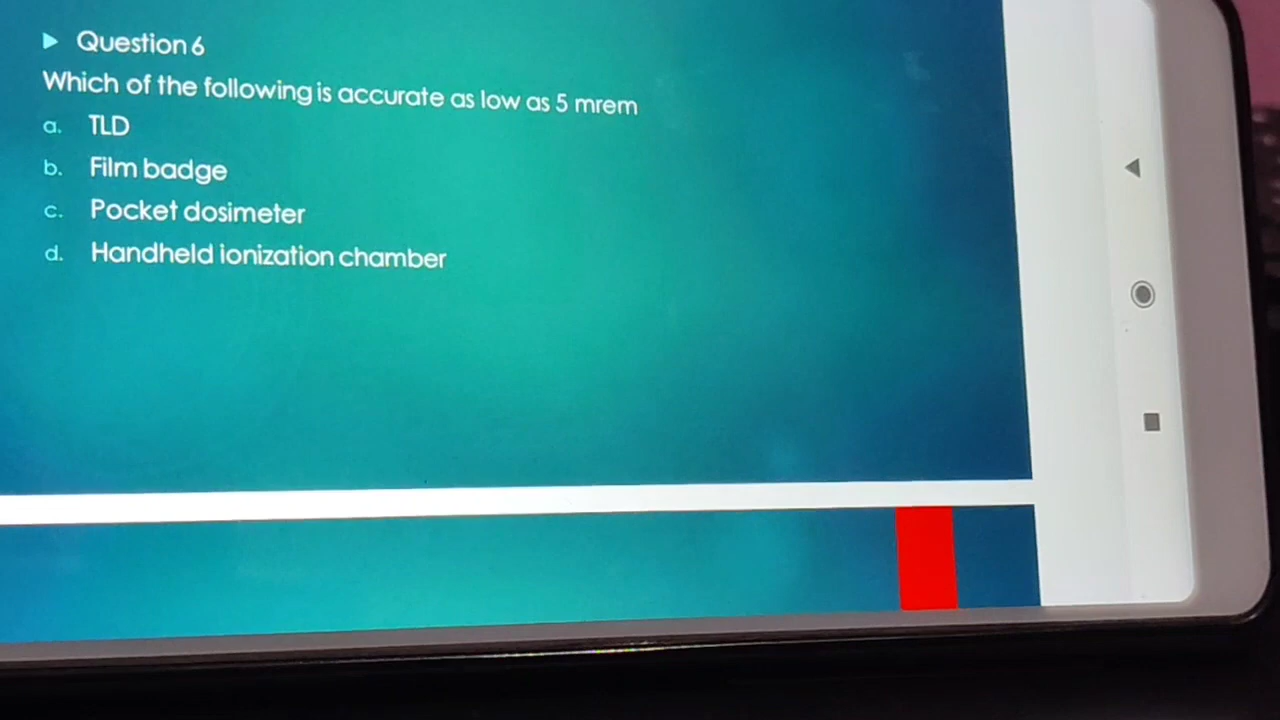 Question 6
Which of the following is accurate as low as 5 mrem
a. TLD
b. Film badge
c. Pocket dosimeter
d. Handheld ionization chamber